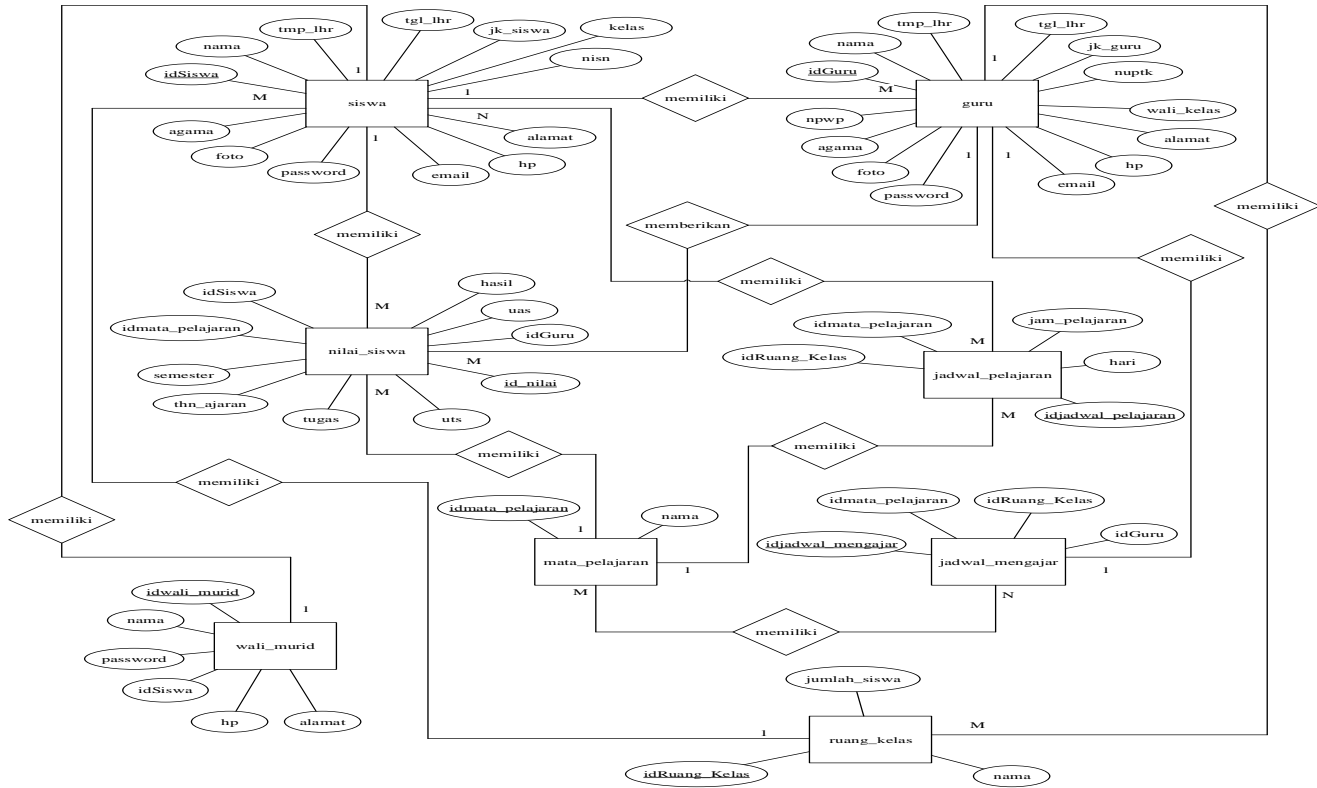 tmp_lhr
tgl_lhr
jk_siswa
kelas
nama
nisn
idSiswa
1
M
siswa
1
N
agama
alamat
foto
1
hp
password
email
memiliki
tmp_lhr
tgl_lhr
nama
jk_guru
idGuru
1
nuptk
M
guru
wali_kelas
npwp
alamat
agama
1
1
hp
foto
email
password
memiliki
memiliki
memberikan
memiliki
memiliki
memiliki
hasil
idSiswa
M
uas
idmata_pelajaran
idGuru
nilai_siswa
M
semester
id_nilai
M
thn_ajaran
tugas
uts
idmata_pelajaran
jam_pelajaran
M
idRuang_Kelas
hari
jadwal_pelajaran
idjadwal_pelajaran
M
memiliki
memiliki
memiliki
memiliki
idmata_pelajaran
nama
1
mata_pelajaran
1
M
idmata_pelajaran
idRuang_Kelas
idjadwal_mengajar
idGuru
jadwal_mengajar
1
N
memiliki
idwali_murid
1
nama
wali_murid
password
idSiswa
hp
alamat
jumlah_siswa
M
1
ruang_kelas
idRuang_Kelas
nama